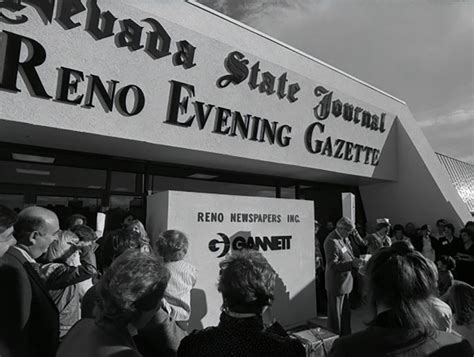 Nevada State Journal
RENO EVENING GAZETTE
RENO NEWSPAPERS INC.
GANNETT